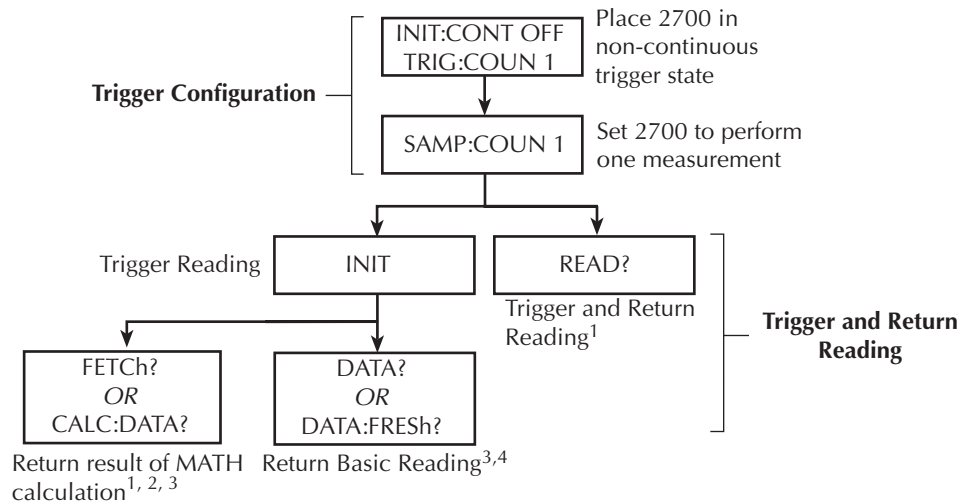 INIT:CONT OFF
TRIG:COUN 1
Place 2700 in
non-continuous
trigger state
Trigger Configuration
SAMP:COUN 1
Set 2700 to perform
one measurement
Trigger Reading
INIT
READ?
Trigger and Return
Reading1
Trigger and Return
Reading
FETCh?
OR
CALC:DATA?
DATA?
OR
DATA:FRESh?
Return result of MATH
calculation1, 2, 3
Return Basic Reading3,4